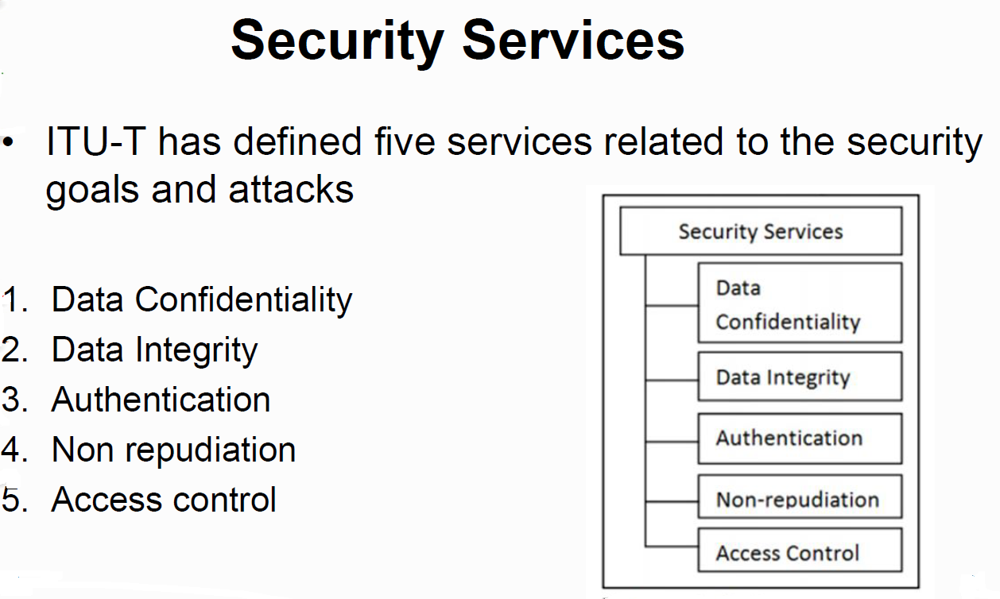 Security Services
• ITU-T has defined five services related to the security
goals and attacks
1. Data Confidentiality
2. Data Integrity
3. Authentication
4. Non repudiation
5. Access control
Security Services
Data
Confidentiality
Data Integrity
Authentication
Non-repudiation
Access Control